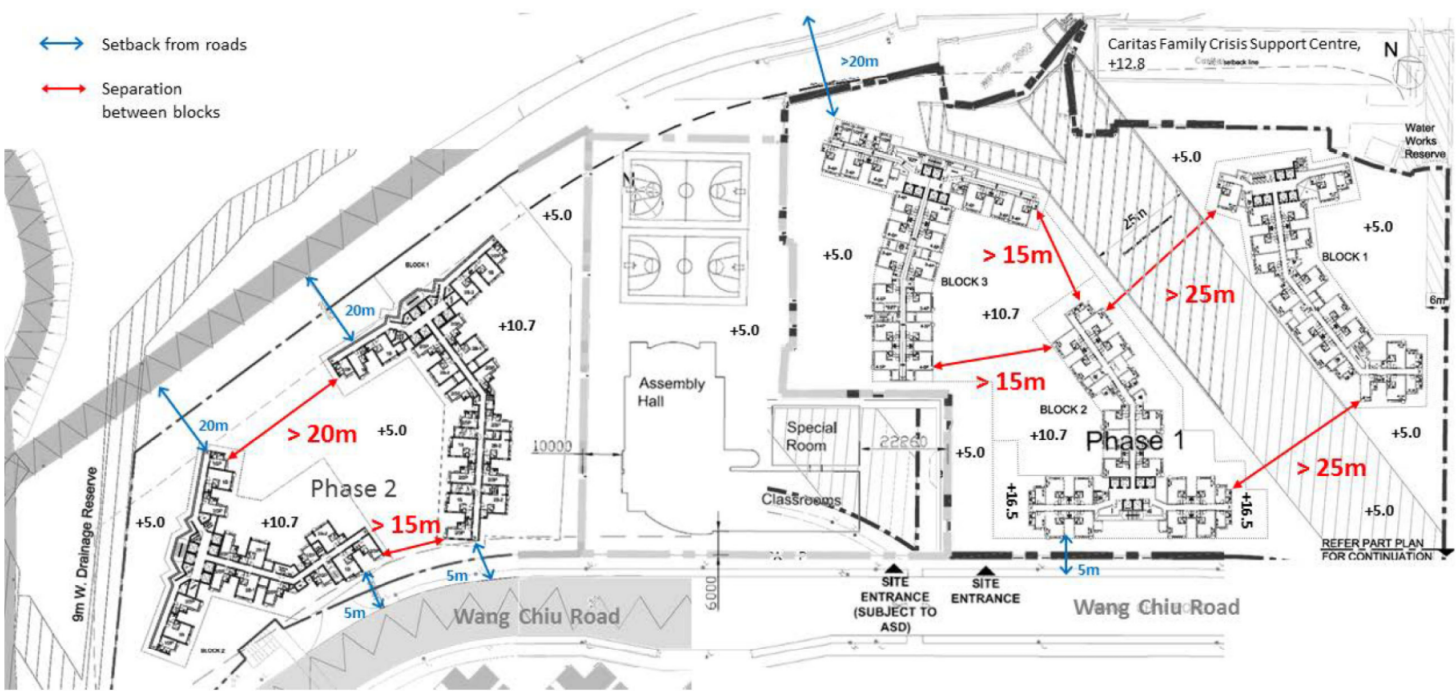 Setback from roads
Separation
between blocks
>20m
Caritas Family Crisis Support Centre,
+12.8
setback line
N
Water
Works
Reserve
+5.0
+5.0
N
BLOCK 1
25m
+5.0
BLOCK 1
+5.0
> 15m
BLOCK 3
> 25m
6m
20m
+10.7
+5.0
+10.7
> 15m
Assembly
Hall
BLOCK 2
20m
> 20m
+5.0
Special
Room
22260
+10.7
Phase 1
+5.0
10000
+5.0
> 25m
Phase 2
Classrooms
+16.5
+16.5
+5.0
9m W. Drainage Reserve
+5.0
+10.7
> 15m
REFER PART PLAN
FOR CONTINUATION
5m
5m
5m
6000
SITE
ENTRANCE
(SUBJECT TO
ASD)
SITE
ENTRANCE
Wang Chiu Road
Wang Chiu Road
BLOCK 2